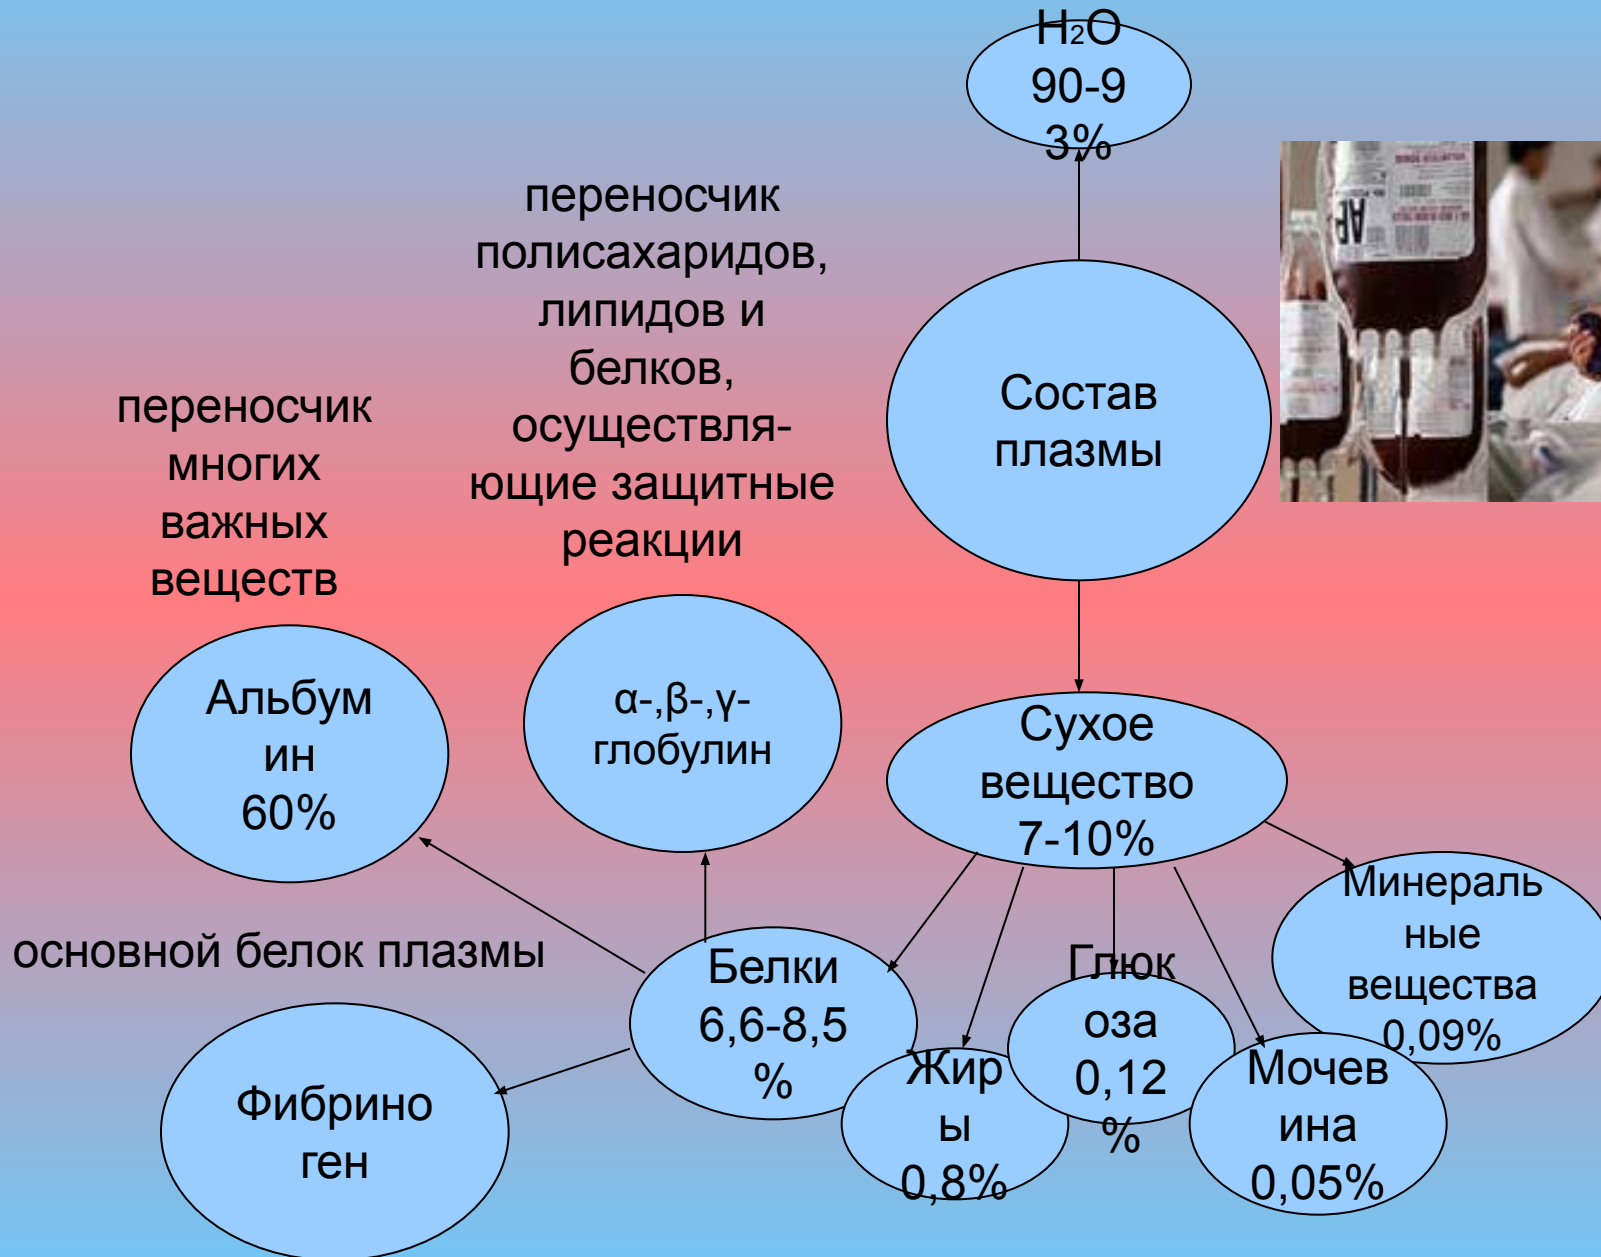 H₂O
90-9
3%
переносчик
полисахаридов,
липидов и
белков,
осуществля-
ющие защитные
реакции
переносчик
многих
важных
веществ
Состав
плазмы
Альбум
ин
60%
α-,β-,γ-
глобулин
Сухое
вещество
7-10%
основной белок плазмы
Белки
6,6-8,5
%
Фибрино
ген
Жир
ы
0,8%
Глюк
оза
0,12
%
Мочев
ина
0,05%
Минераль
ные
вещества
0,09%